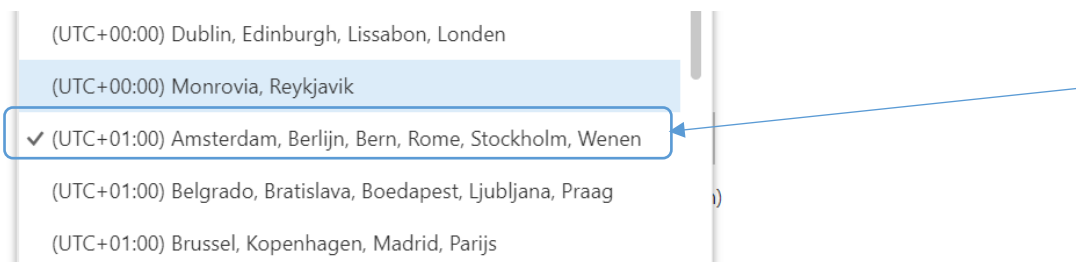 (UTC+00:00) Dublin, Edinburgh, Lissabon, Londen
(UTC+00:00) Monrovia, Reykjavik
✓ (UTC+01:00) Amsterdam, Berlijn, Bern, Rome, Stockholm, Wenen
(UTC+01:00) Belgrado, Bratislava, Boedapest, Ljubljana, Praag
(UTC+01:00) Brussel, Kopenhagen, Madrid, Parijs